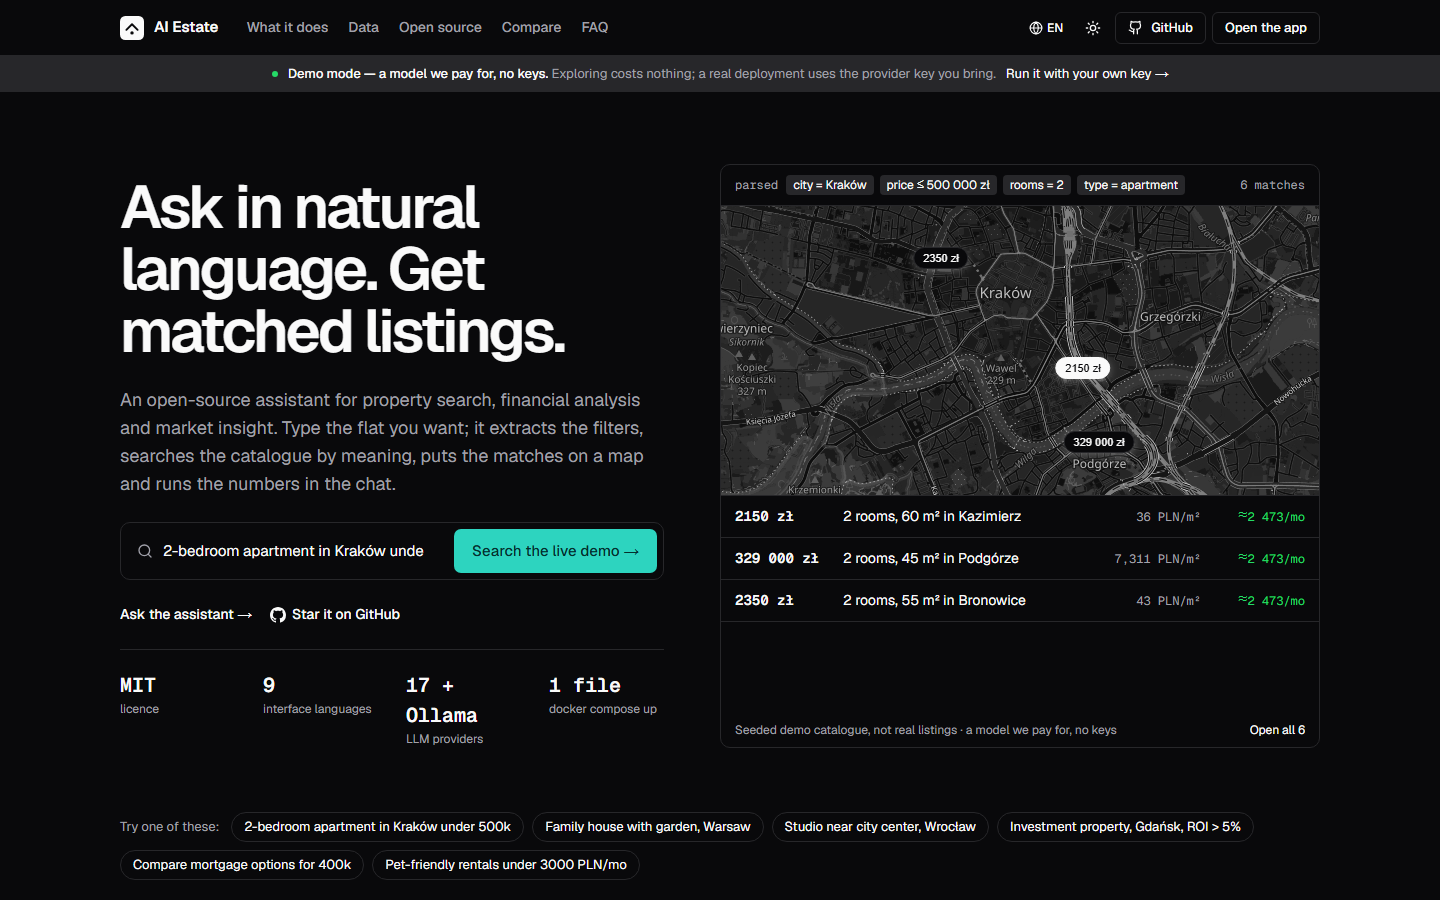 AI Estate
What it does
Data
Open source
Compare
FAQ
EN
GitHub
Open the app
Demo mode — a model we pay for, no keys. Exploring costs nothing; a real deployment uses the provider key you bring. Run it with your own key →
Ask in natural
language. Get
matched listings.
An open-source assistant for property search, financial analysis
and market insight. Type the flat you want; it extracts the filters,
searches the catalogue by meaning, puts the matches on a map
and runs the numbers in the chat.
2-bedroom apartment in Kraków unde
Search the live demo →
Ask the assistant →
Star it on GitHub
MIT
licence
9
interface languages
17 +
Ollama
LLM providers
1 file
docker compose up
parsed
city = Kraków
price ≤ 500 000 zł
rooms = 2
type = apartment
6 matches
2350 zł
Kraków
Grzegórzki
wierzyniec
Sikornik
Kopiec
Kościuszki
327 m
Wawel
229 m
2150 zł
Wisła
Nowohucka
Księcia Józefa
329 000 zł
Podgórze
Krzemionki
2150 zł
2 rooms, 60 m² in Kazimierz
36 PLN/m²
≈2 473/mo
329 000 zł
2 rooms, 45 m² in Podgórze
7,311 PLN/m²
≈2 473/mo
2350 zł
2 rooms, 55 m² in Bronowice
43 PLN/m²
≈2 473/mo
Seeded demo catalogue, not real listings · a model we pay for, no keys
Open all 6
Try one of these:
2-bedroom apartment in Kraków under 500k
Family house with garden, Warsaw
Studio near city center, Wrocław
Investment property, Gdańsk, ROI > 5%
Compare mortgage options for 400k
Pet-friendly rentals under 3000 PLN/mo